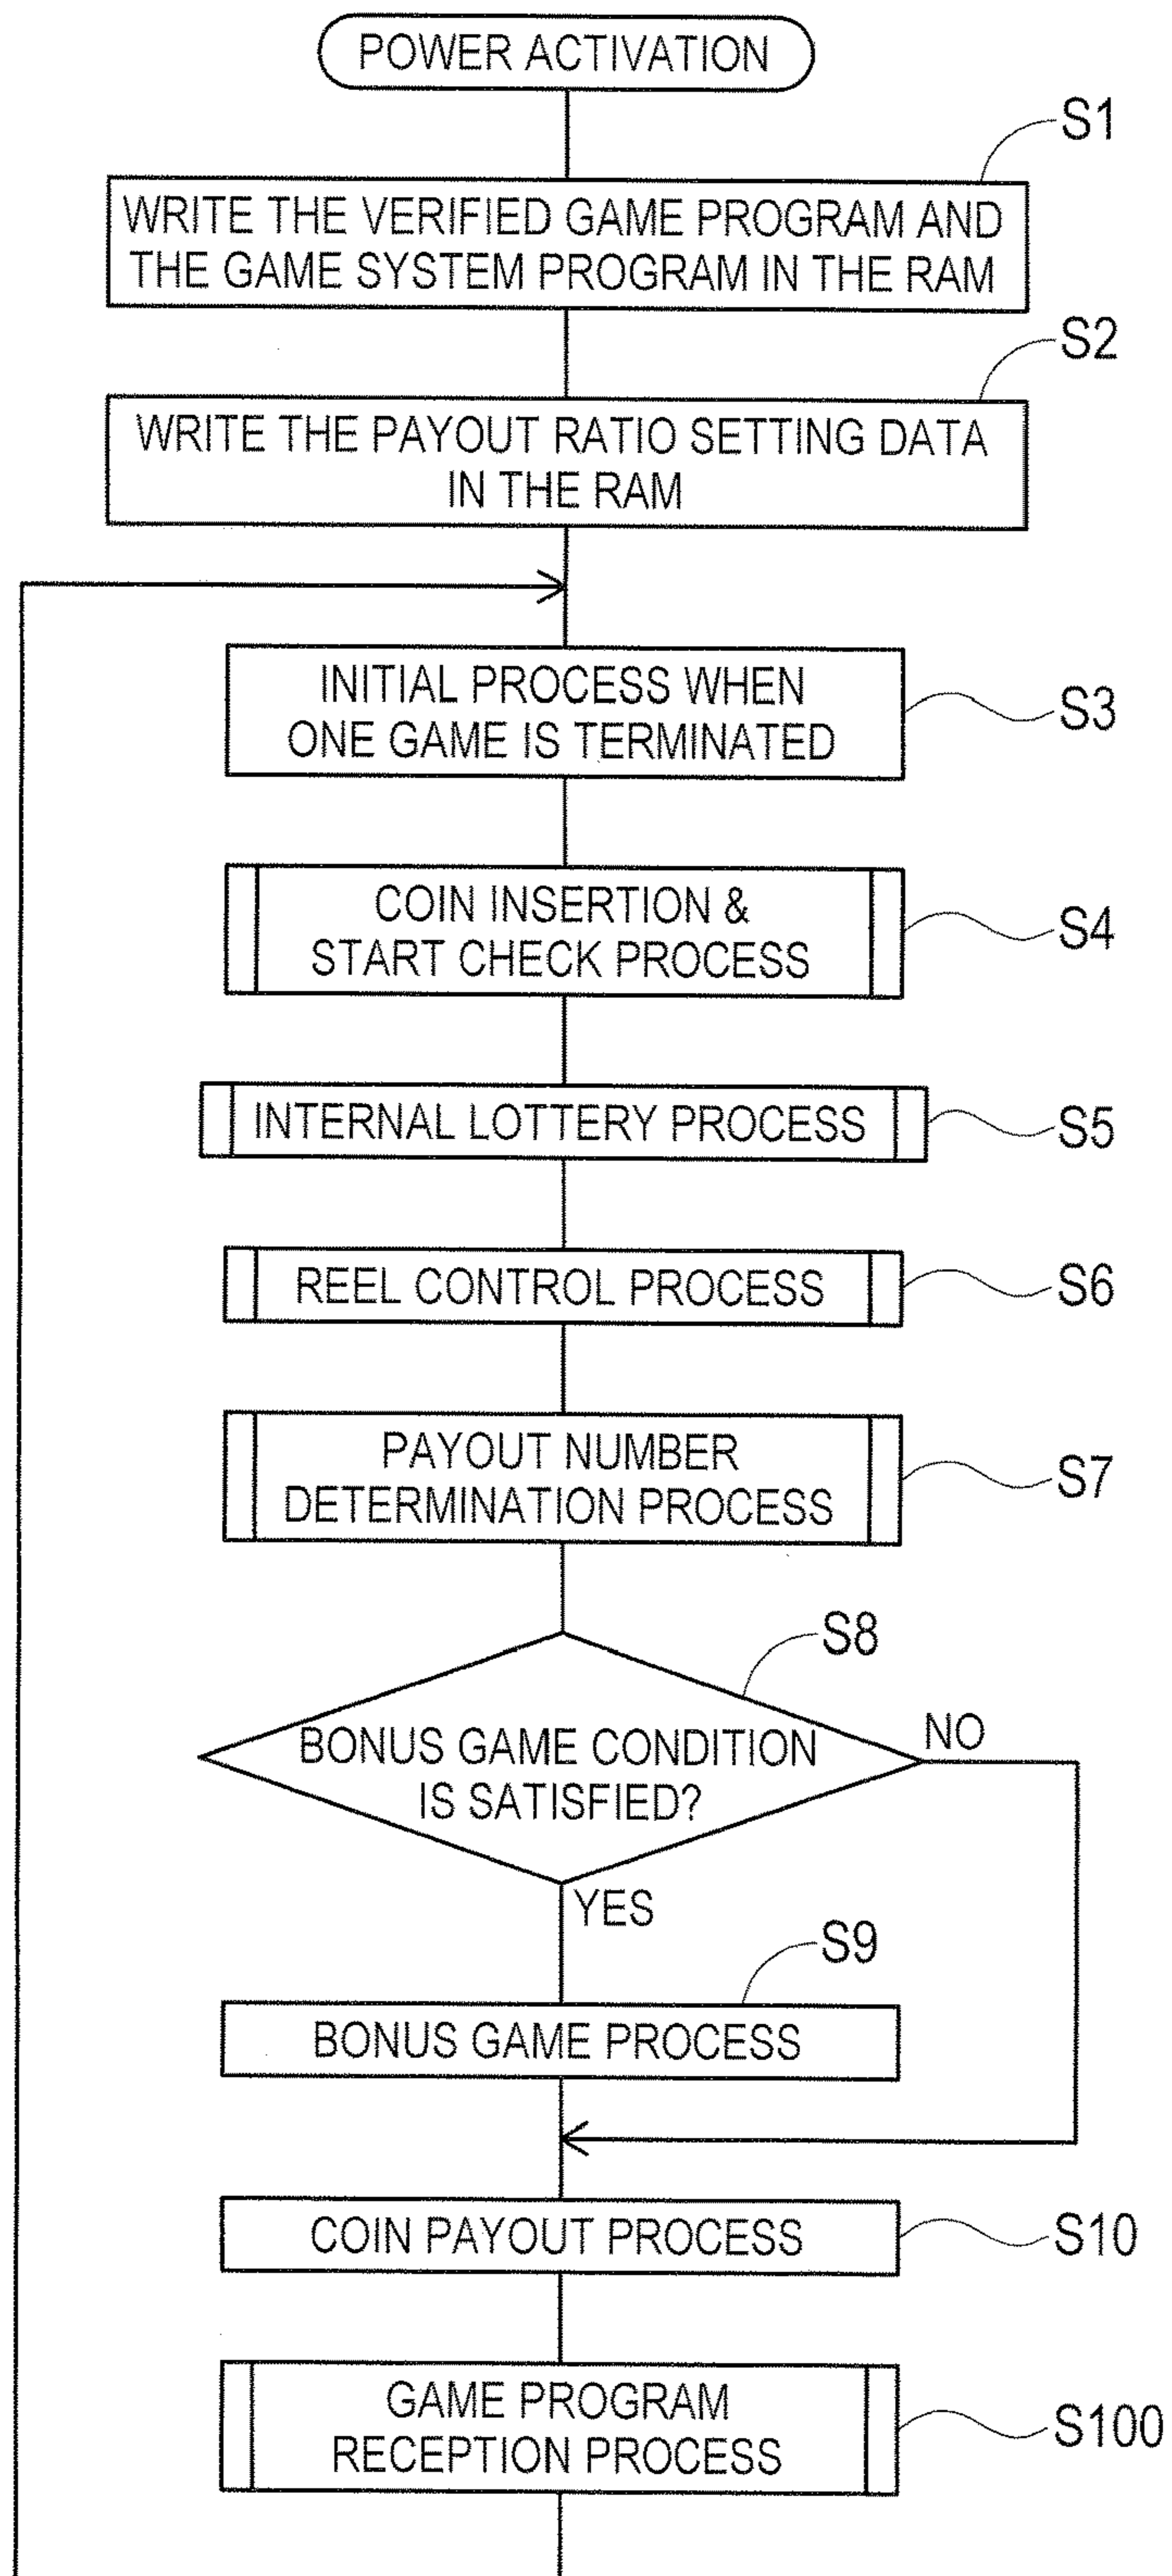 POWER ACTIVATION
S1
WRITE THE VERIFIED GAME PROGRAM AND
THE GAME SYSTEM PROGRAM IN THE RAM
S2
WRITE THE PAYOUT RATIO SETTING DATA
IN THE RAM
INITIAL PROCESS WHEN
ONE GAME IS TERMINATED
S3
COIN INSERTION &
START CHECK PROCESS
S4
INTERNAL LOTTERY PROCESS
S5
REEL CONTROL PROCESS
S6
PAYOUT NUMBER
DETERMINATION PROCESS
S7
S8
BONUS GAME CONDITION
IS SATISFIED?
NO
YES
S9
BONUS GAME PROCESS
COIN PAYOUT PROCESS
S10
GAME PROGRAM
RECEPTION PROCESS
S100